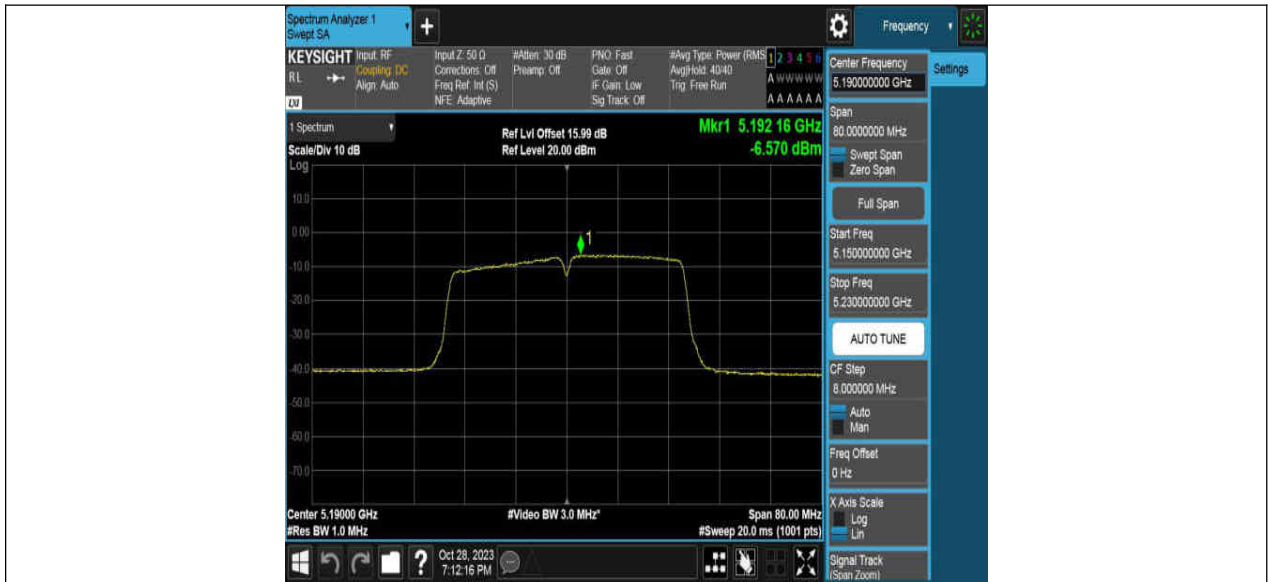 Spectrum Analyzer 1
Swept SA
+
Frequency
KEYSIGHT
RL
Input: RF
Coupling: DC
Align: Auto
Input Z: 50 Ω
Corrections: Off
Freq Ref: Int (S)
NFE: Adaptive
#Atten: 30 dB
Preamp: Off
PNO: Fast
Gate: Off
IF Gain: Low
Sig Track: Off
#Avg Type: Power (RMS
Avg|Hold: 40/40
Trig: Free Run
1 2 3 4 5 6
A W W W W W
A A A A A A
1 Spectrum
Scale/Div 10 dB
Ref Lvl Offset 15.99 dB
Ref Level 20.00 dBm
Mkr1 5.192 16 GHz
-6.570 dBm
Log
10.0
0.00
-10.0
-20.0
-30.0
-40.0
-50.0
-60.0
-70.0
1
Center 5.19000 GHz
#Res BW 1.0 MHz
#Video BW 3.0 MHz*
Span 80.00 MHz
#Sweep 20.0 ms (1001 pts)
?
Oct 28, 2023
7:12:16 PM
Center Frequency
5.190000000 GHz
Settings
Span
80.0000000 MHz
Swept Span
Zero Span
Full Span
Start Freq
5.150000000 GHz
Stop Freq
5.230000000 GHz
AUTO TUNE
CF Step
8.000000 MHz
Auto
Man
Freq Offset
0 Hz
X Axis Scale
Log
Lin
Signal Track
(Span Zoom)